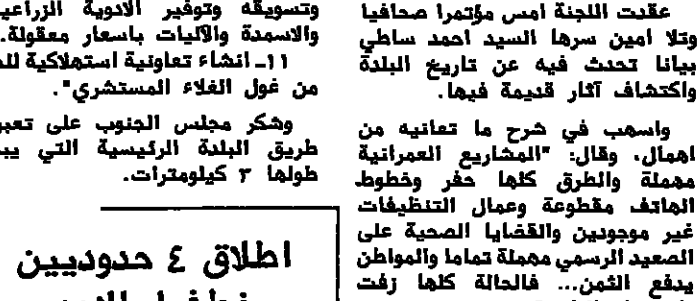 عقدت اللجنة امس مؤتمرا صحافيا
وتلا امين سرها السيد احمد ساطي
بيانا تحدث فيه عن تاريخ البلدة
واكتشاف آثار قديمة فيها.
واسهب في شرح ما تعانيه من
اهمال، وقال: "المشاريع العمرانية
مهملة والطرق كلها حفر وخطوط
الهاتف مقطوعة وعمال التنظيفات
غير موجودين والقضايا الصحية على
الصعيد الرسمي مهملة تماما والمواطن
يدفع الثمن... فالحالة كلها زفت
وتسويقه وتوفير الادوية
والاسمدة والآليات باسعار معقولة.
١١ـ انشاء تعاونية استهلاكية
من غول الغلاء المستشري".
وشكر مجلس الجنوب على
طريق البلدة الرئيسية التي
طولها ٣ كيلومترات.
اطلاق ٤ حدوديين